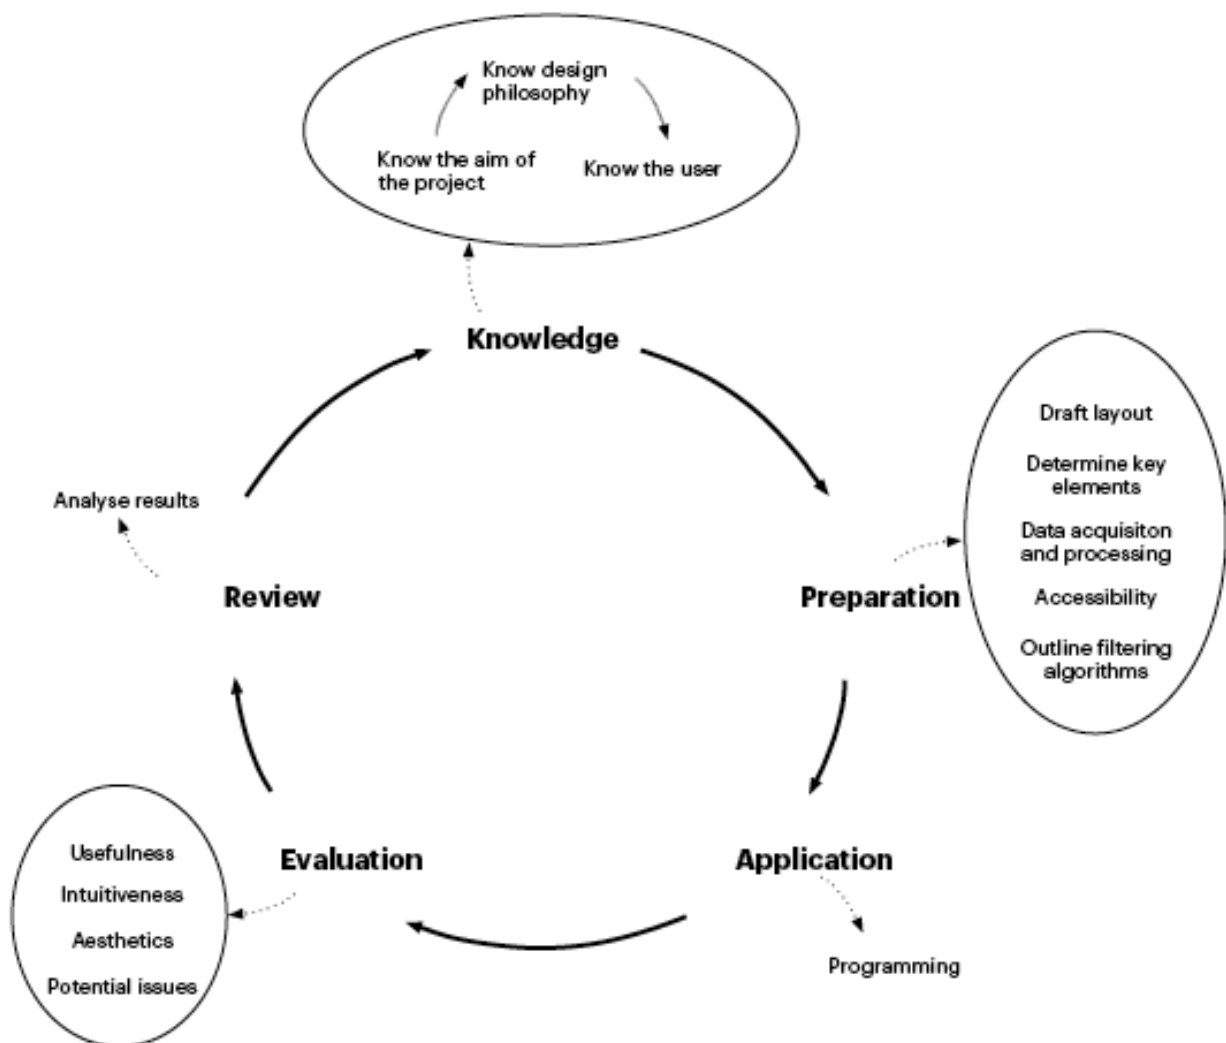 Know design
philosophy
Know the aim of
the project
Know the user
Knowledge
Draft layout
Determine key
elements
Data acquisiton
and processing
Accessibility
Outline filtering
algorithms
Analyse results
Review
Preparation
Usefulness
Intuitiveness
Aesthetics
Potential issues
Evaluation
Application
Programming